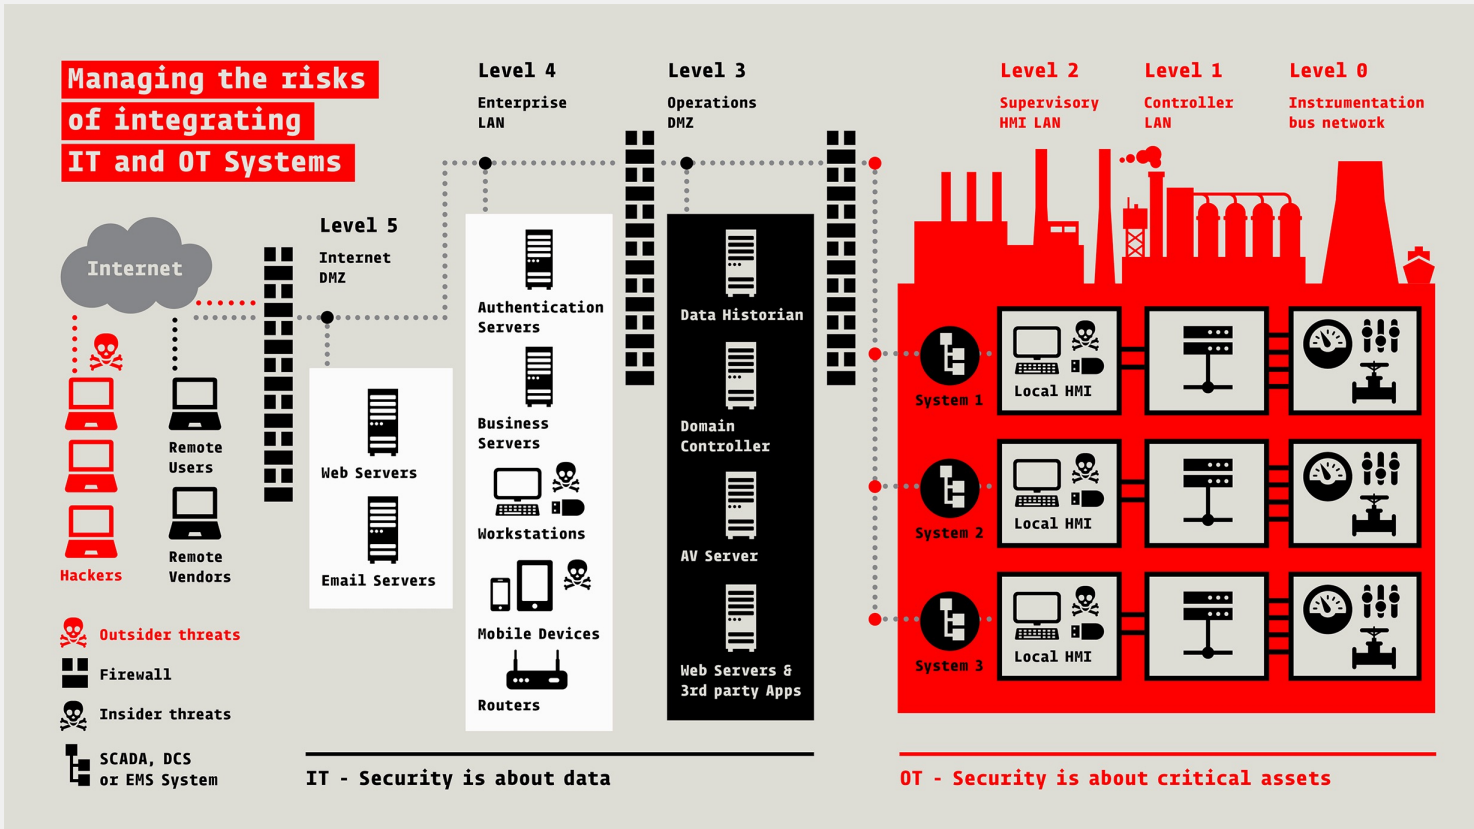 Managing the risks
of integrating
IT and OT Systems
Internet
Hackers
Remote
Users
Remote
Vendors
Outsider threats
Firewall
Insider threats
SCADA, DCS
or EMS System
Level 5
Internet
DMZ
Web Servers
Email Servers
Level 4
Enterprise
LAN
Authentication
Servers
Business
Servers
Workstations
Mobile Devices
Routers
Level 3
Operations
DMZ
Data Historian
Domain
Controller
AV Server
Web Servers &
3rd party Apps
IT - Security is about data
Level 2
Supervisory
HMI LAN
Level 1
Controller
LAN
Level 0
Instrumentation
bus network
System 1
Local HMI
System 2
Local HMI
System 3
Local HMI
OT - Security is about critical assets